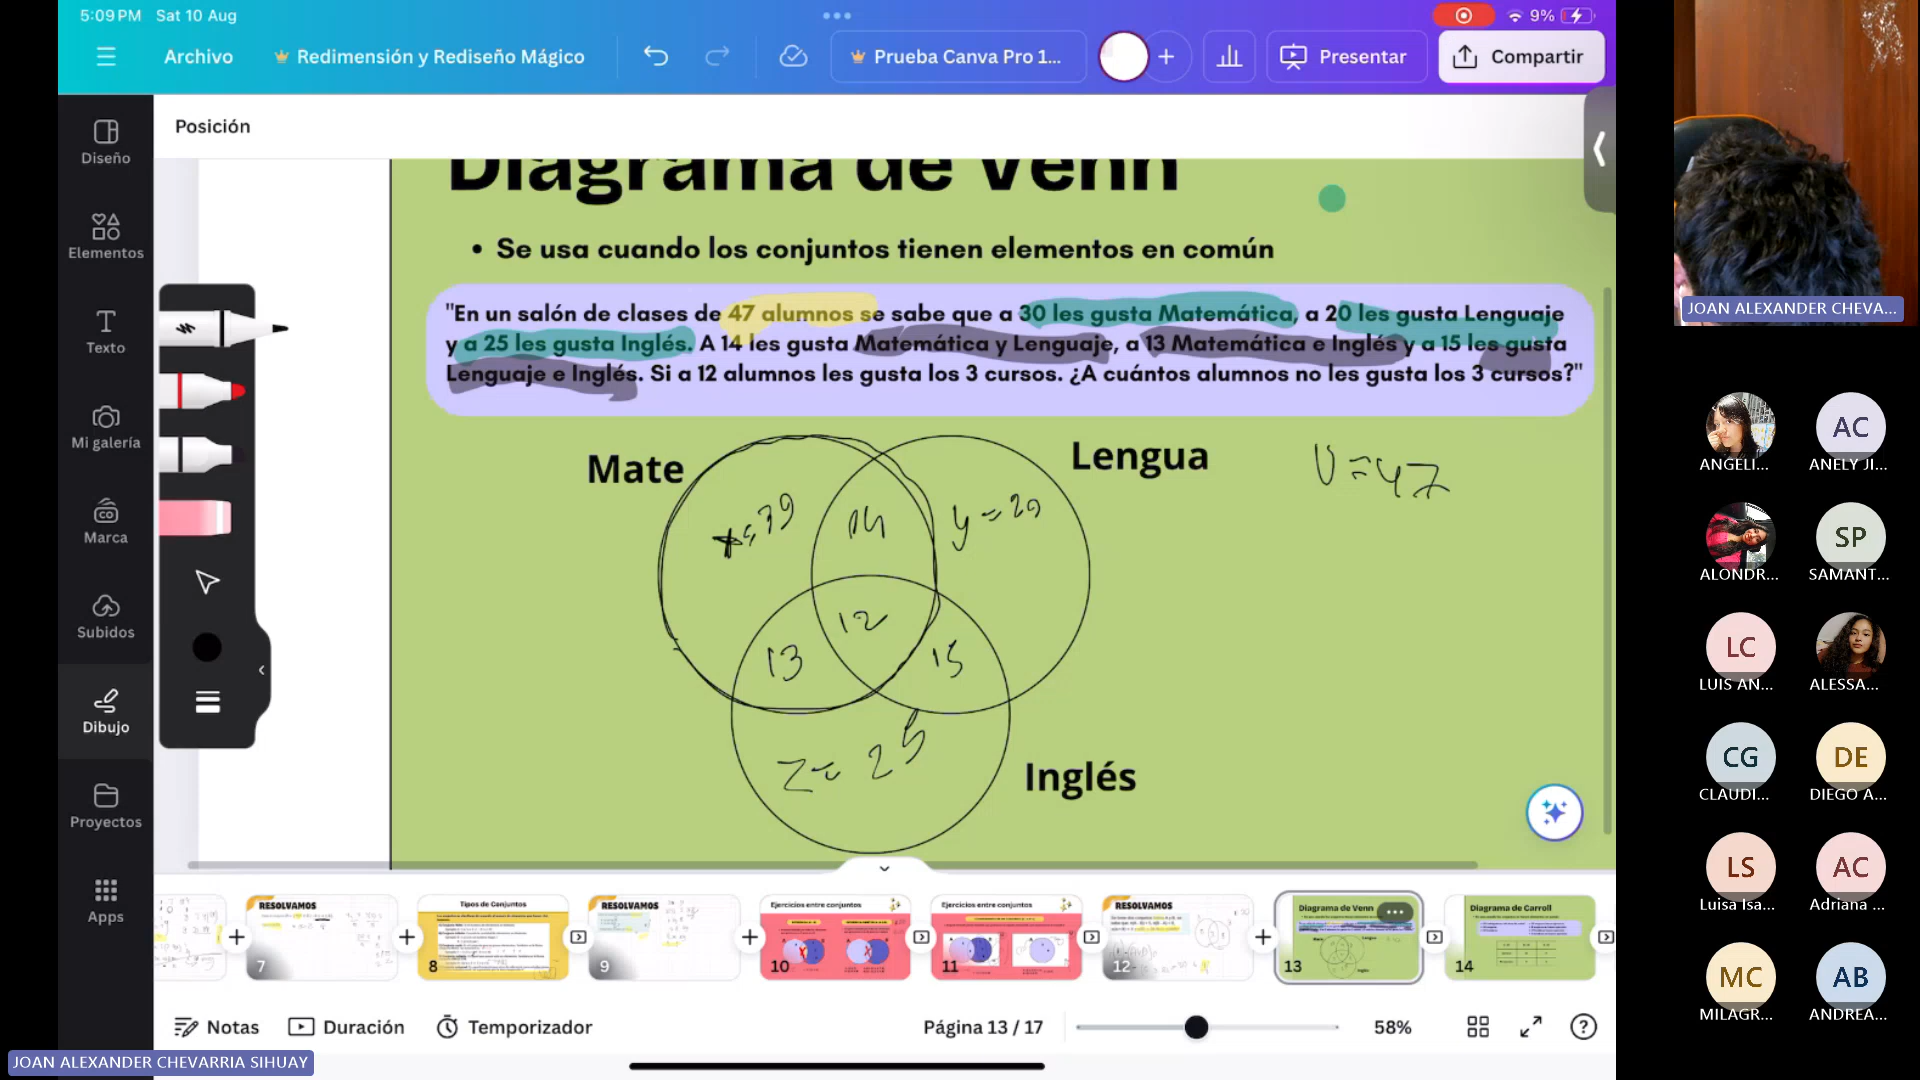 5:09 PM Sat 10 Aug
9%
Archivo
Redimensión y Rediseño Mágico
Prueba Canva Pro 1...
Presentar
Compartir
Posición
Diseño
Elementos
Texto
Mi galería
Marca
Subidos
Dibujo
Proyectos
Apps
Diagrama de Venn
• Se usa cuando los conjuntos tienen elementos en común
"En un salón de clases de 47 alumnos se sabe que a 30 les gusta Matemática, a 20 les gusta Lenguaje
y a 25 les gusta Inglés. A 14 les gusta Matemática y Lenguaje, a 13 Matemática e Inglés y a 15 les gusta
Lenguaje e Inglés. Si a 12 alumnos les gusta los 3 cursos. ¿A cuántos alumnos no les gusta los 3 cursos?"
Mate
Lengua
U=47
14
y=20
12
13
15
Z= 25
Inglés
RESOLVAMOS
7
Tipos de Conjuntos
8
RESOLVAMOS
9
Ejercicios entre conjuntos
10
Ejercicios entre conjuntos
11
RESOLVAMOS
12
Diagrama de Venn
13
Diagrama de Carroll
14
Notas
Duración
Temporizador
Página 13 / 17
58%
JOAN ALEXANDER CHEVARRIA SIHUAY
JOAN ALEXANDER CHEVA...
ANGELI...
AC
ANELY JI...
ALONDR...
SP
SAMANT...
LC
LUIS AN...
ALESSA...
CG
CLAUDI...
DE
DIEGO A...
LS
Luisa Isa...
AC
Adriana ...
MC
MILAGR...
AB
ANDREA...